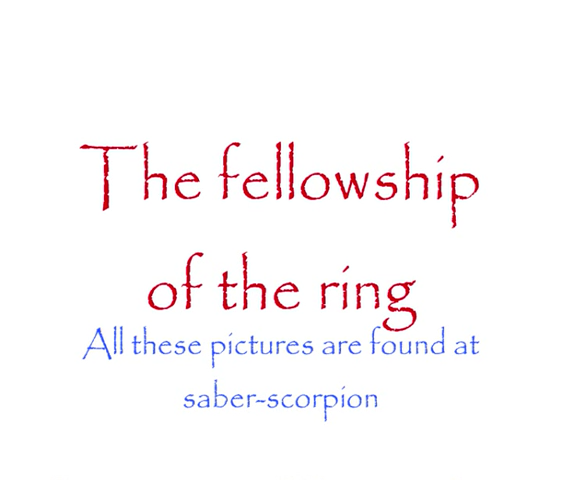 The fellowship
of the ring
All these pictures are found at
saber-scorpion